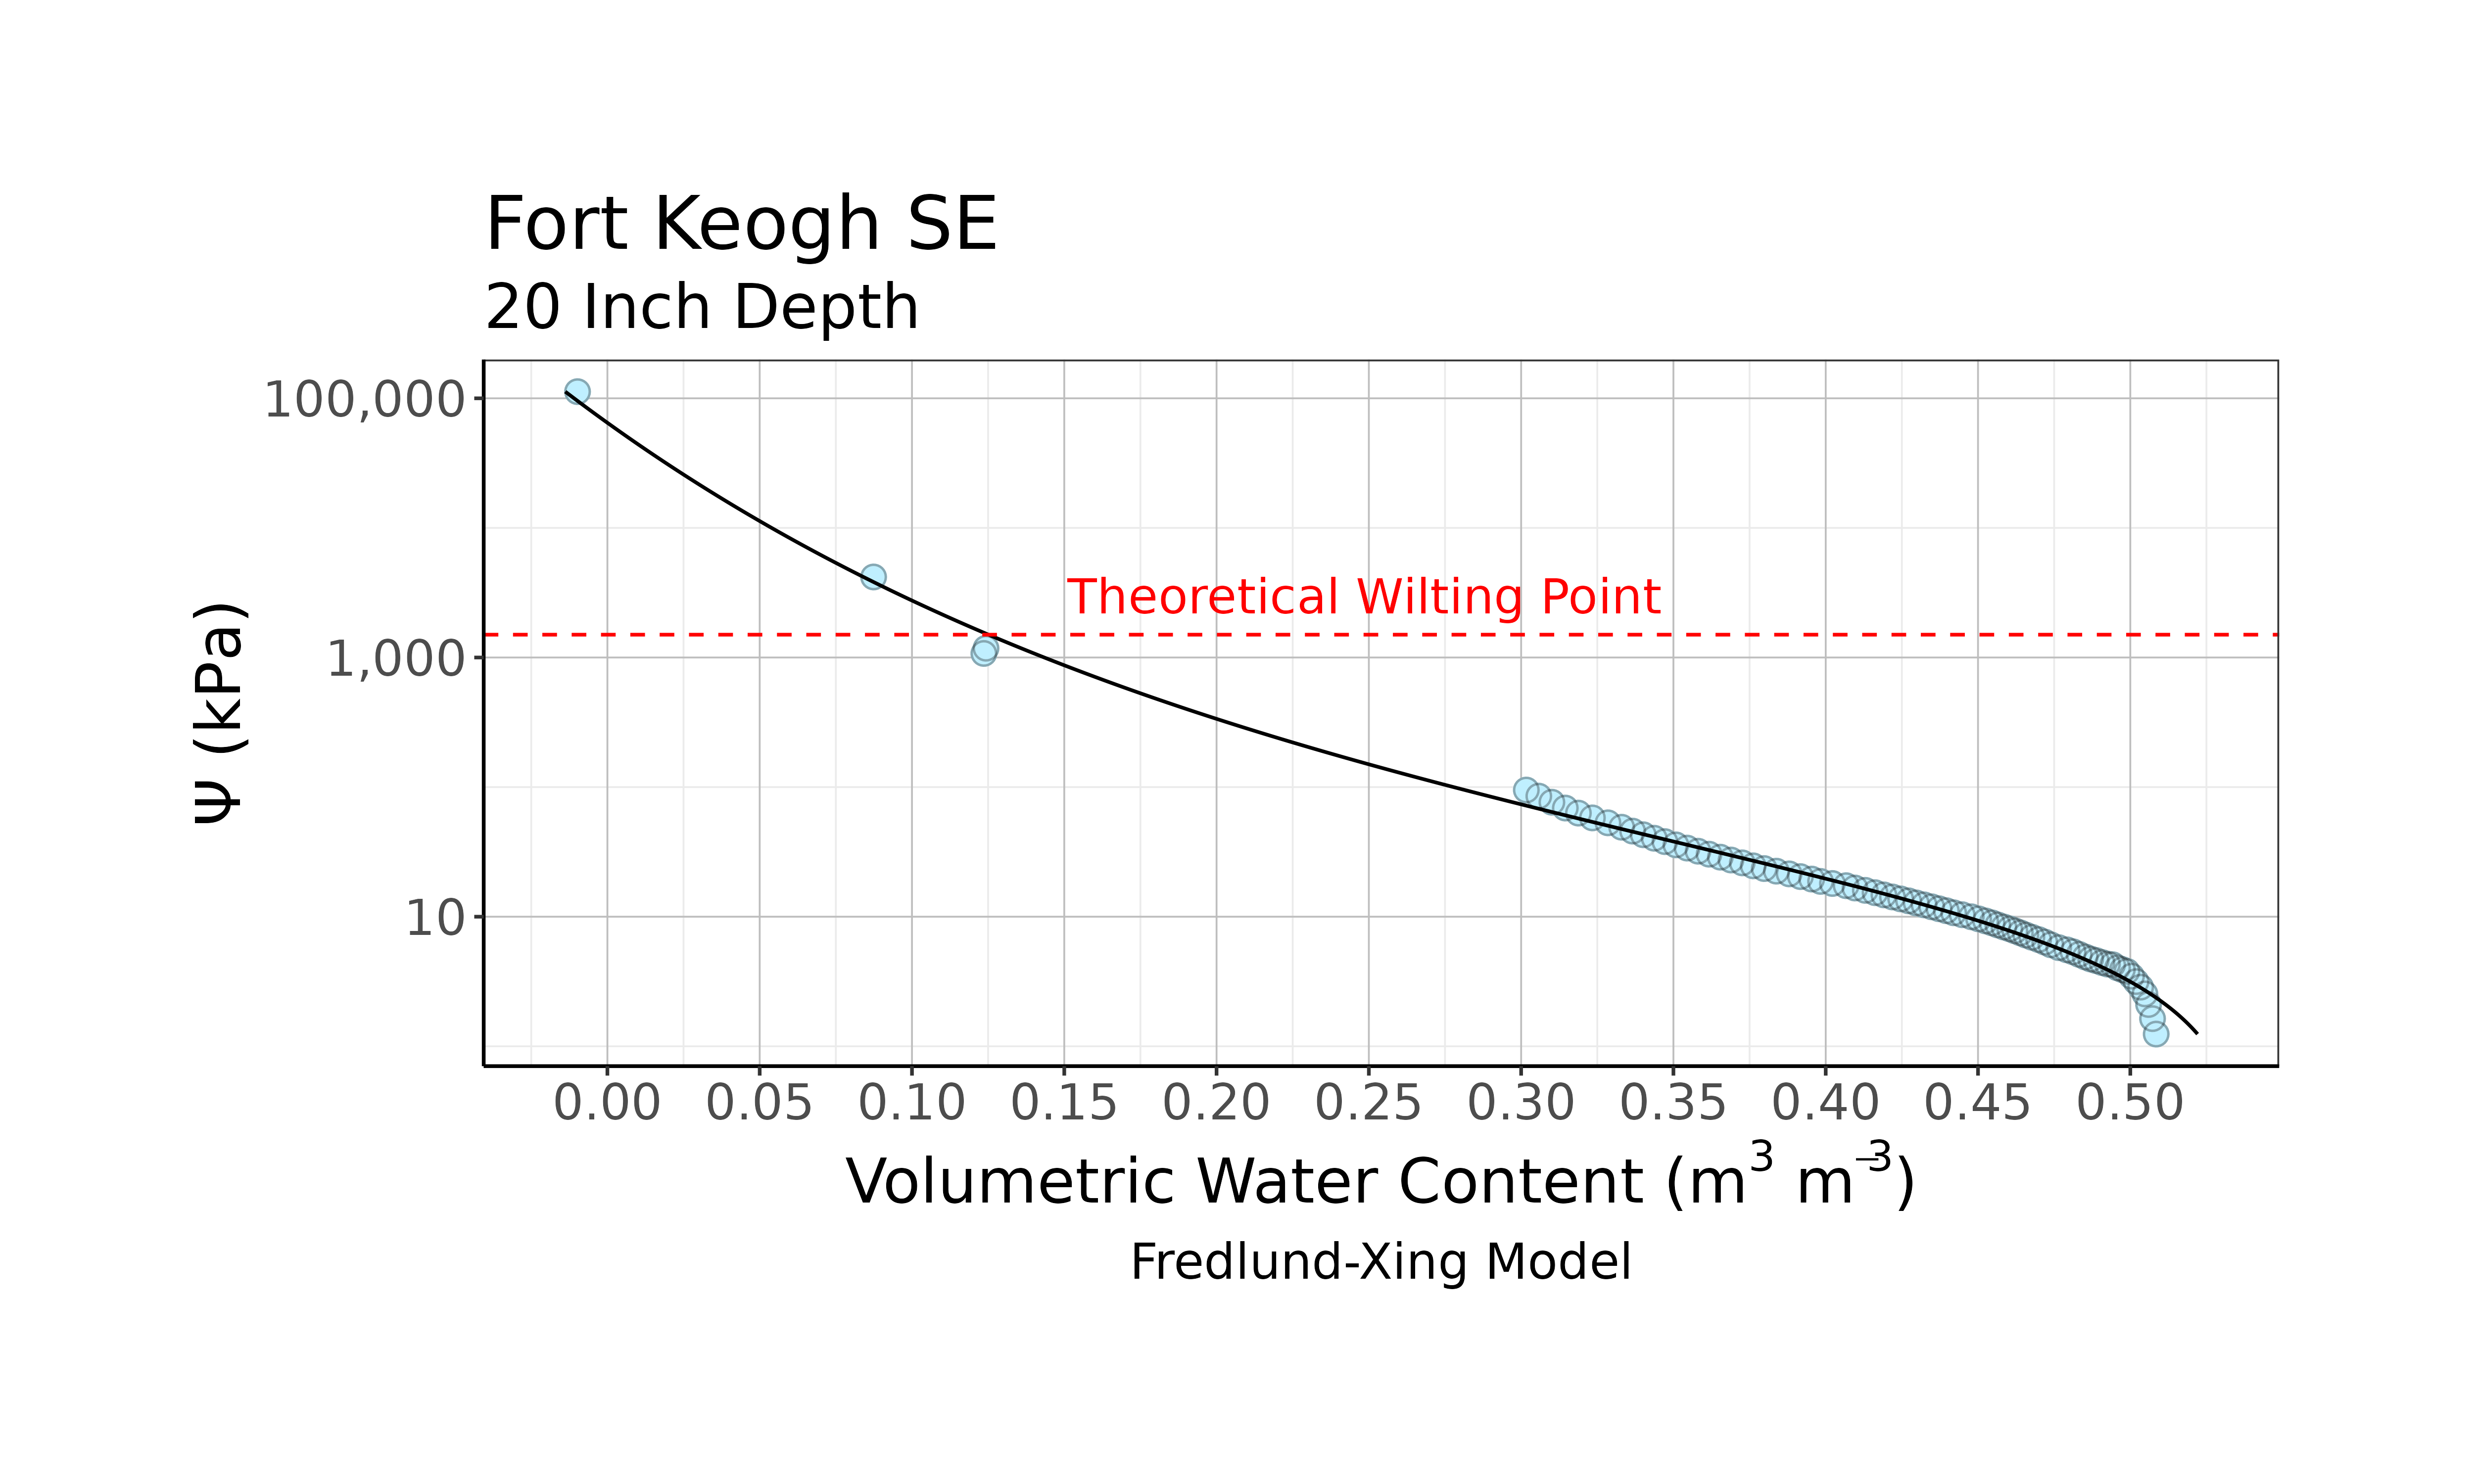 Fort Keogh SE
20 Inch Depth
Ψ (kPa)
100,000
1,000
10
Theoretical Wilting Point
0.00 0.05 0.10 0.15 0.20 0.25 0.30 0.35 0.40 0.45 0.50
Volumetric Water Content (m³ m⁻³)
Fredlund-Xing Model